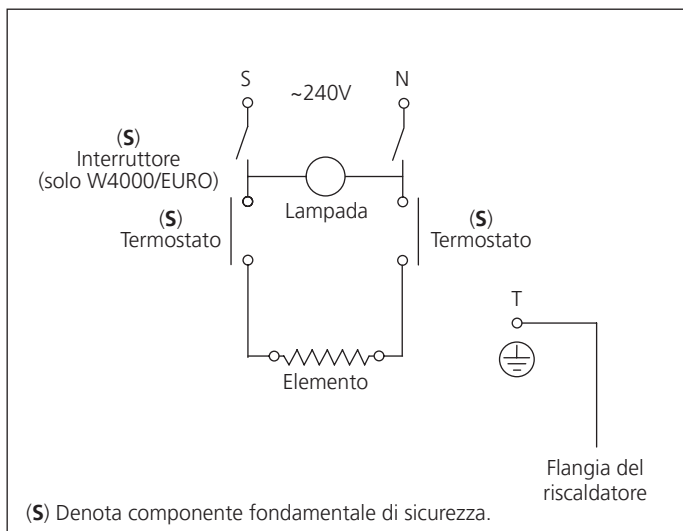 S
~240V
N
(S)
Interruttore
(solo W4000/EURO)
Lampada
(S)
Termostato
(S)
Termostato
T
Elemento
Flangia del
riscaldatore
(S) Denota componente fondamentale di sicurezza.